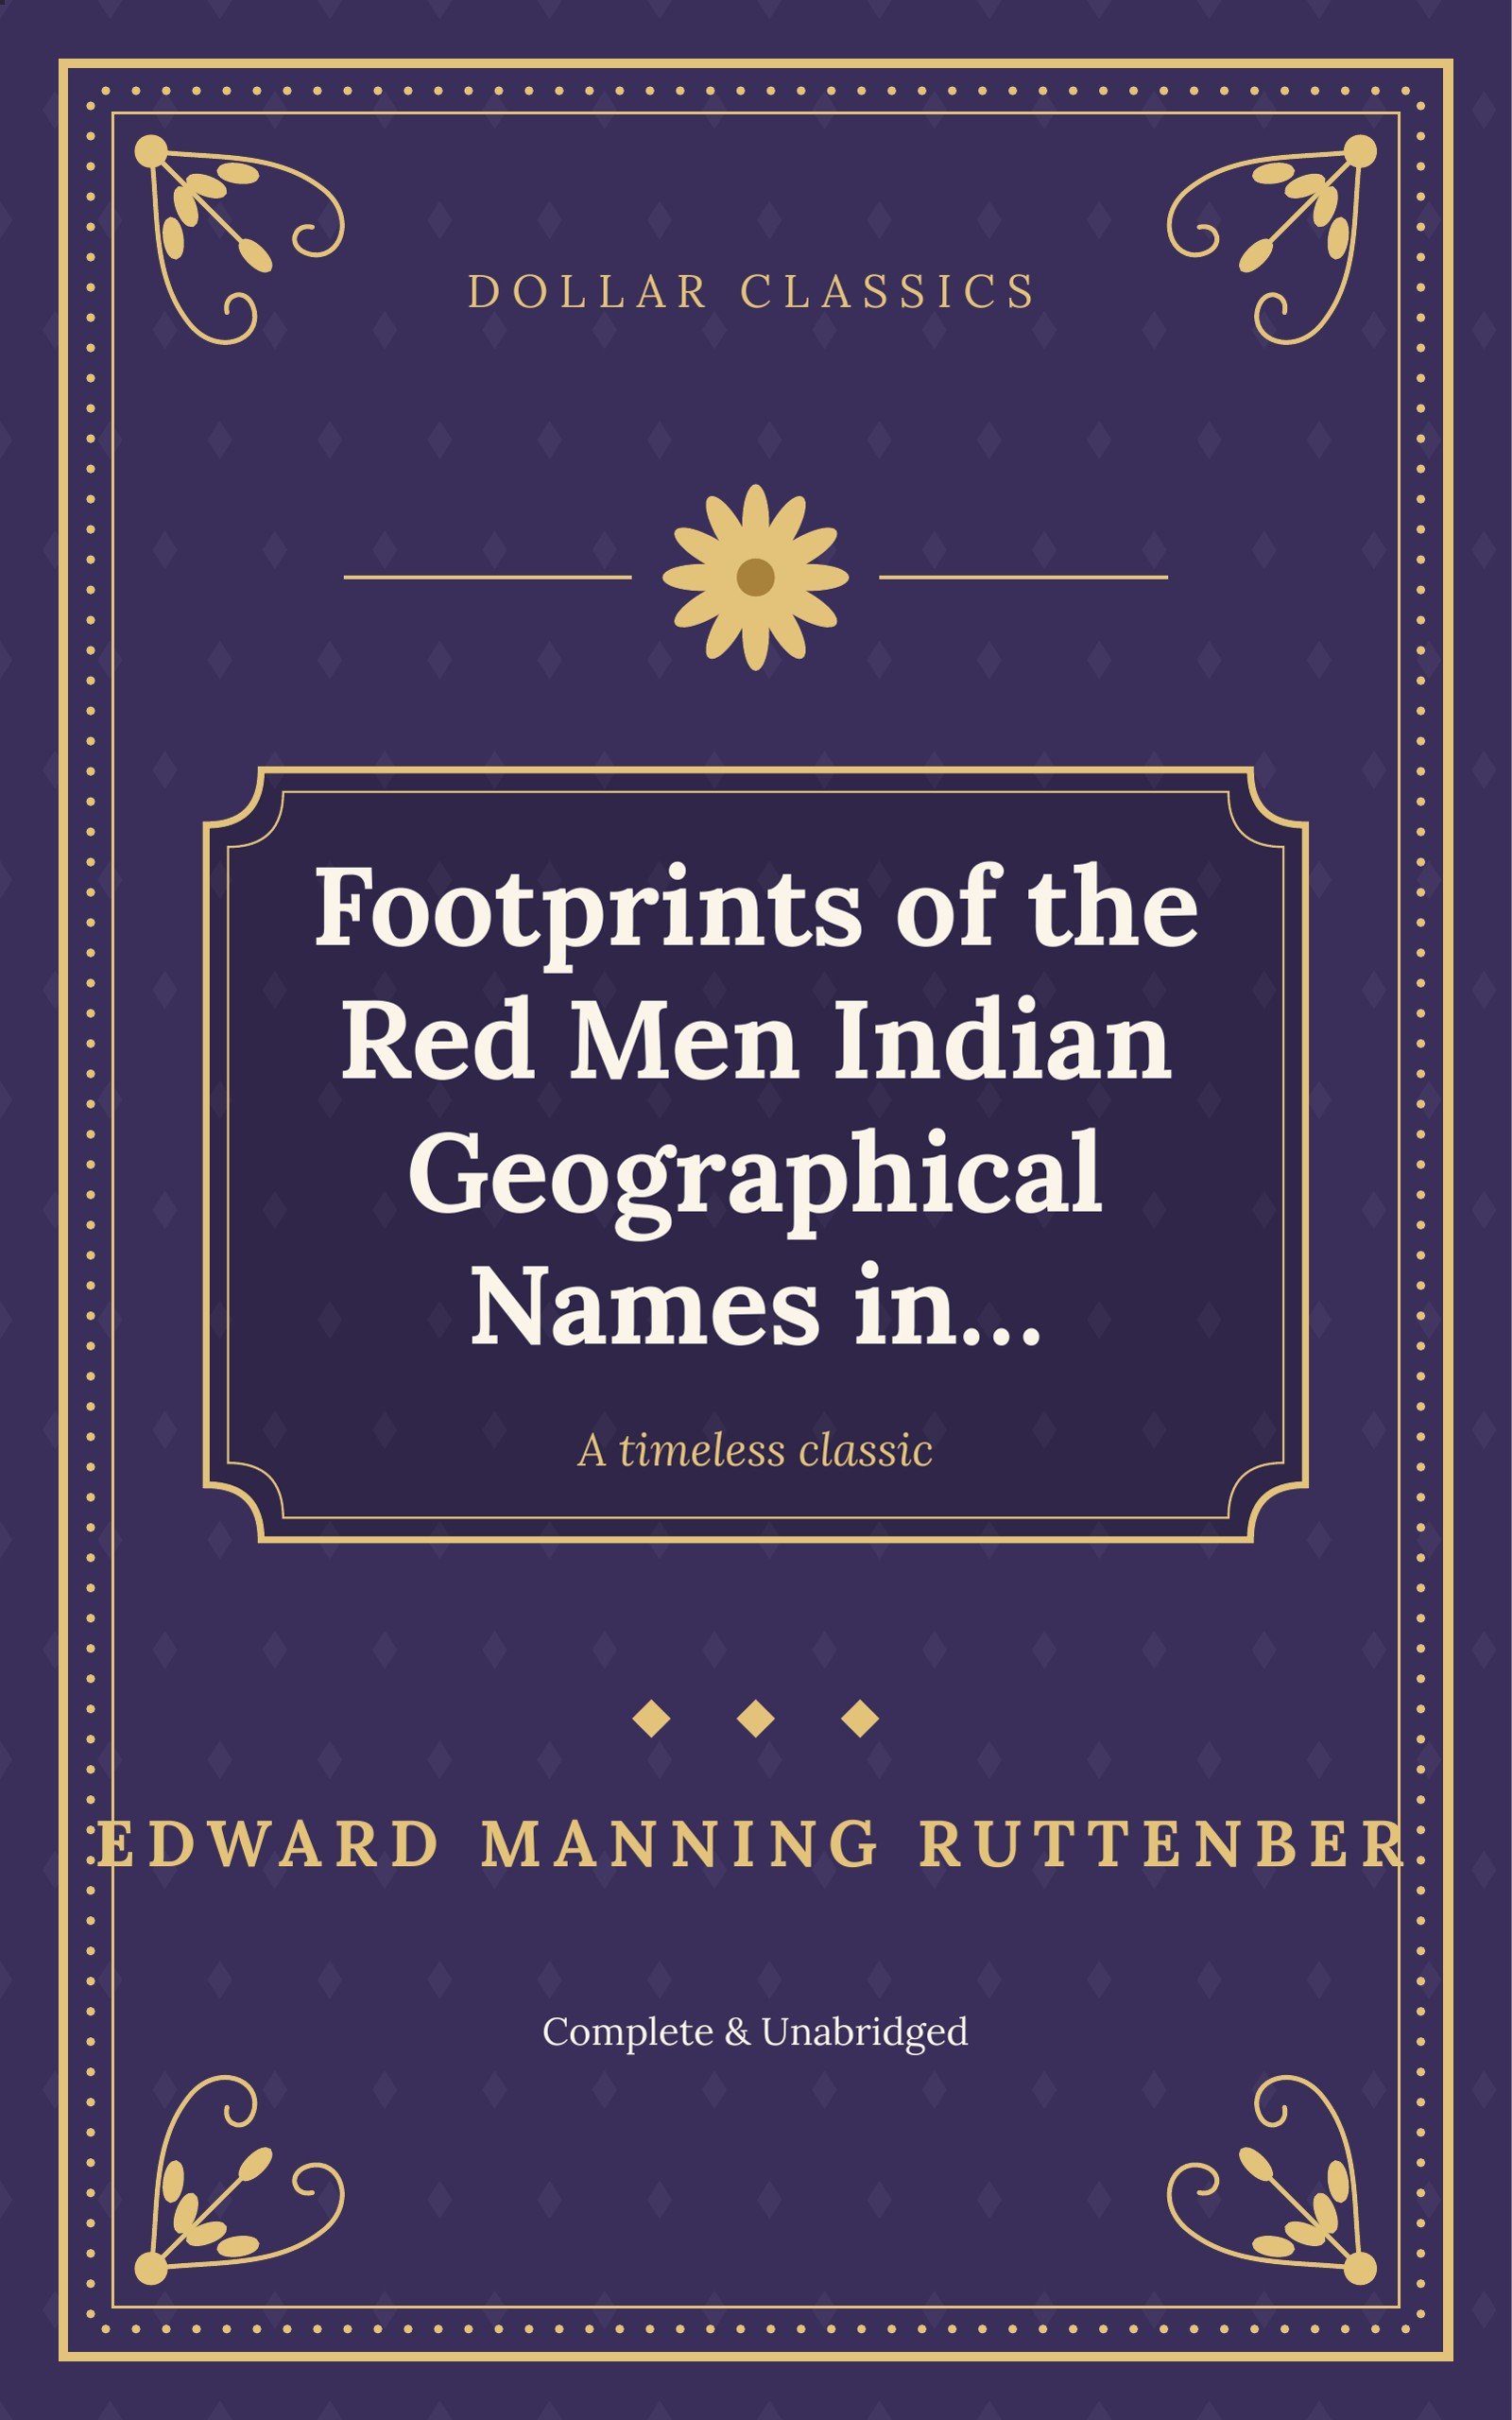 DOLLAR CLASSICS
Footprints of the
Red Men Indian
Geographical
Names in...
A timeless classic
EDWARD MANNING RUTTENBER
Complete & Unabridged